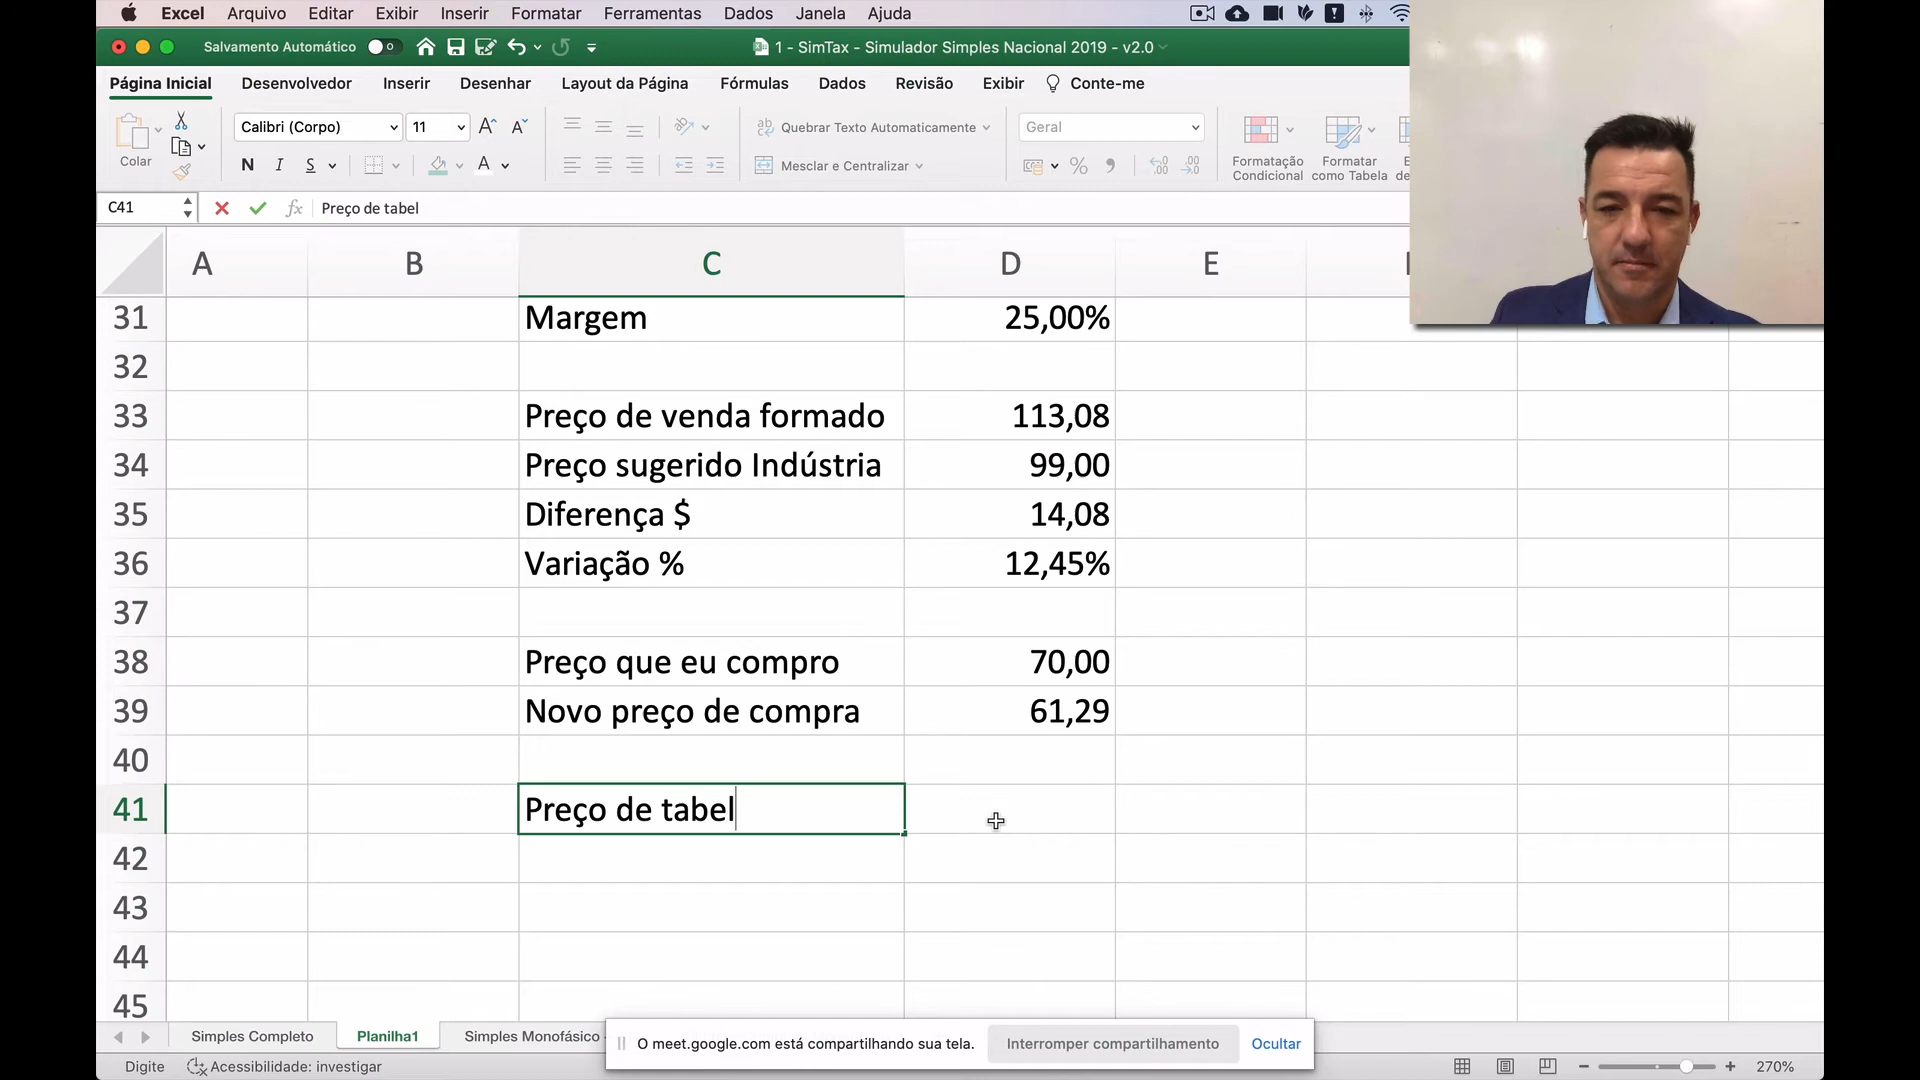 Excel Arquivo Editar Exibir Inserir Formatar Ferramentas Dados Janela Ajuda
Salvamento Automático
1 - SimTax - Simulador Simples Nacional 2019 - v2.0
Página Inicial Desenvolvedor Inserir Desenhar Layout da Página Fórmulas Dados Revisão Exibir Conte-me
Colar
Calibri (Corpo) 11
N I S
Quebrar Texto Automaticamente
Mesclar e Centralizar
Geral
Formatação Condicional
Formatar como Tabela
C41 fx Preço de tabel
A B C D E
31 Margem 25,00%
32
33 Preço de venda formado 113,08
34 Preço sugerido Indústria 99,00
35 Diferença $ 14,08
36 Variação % 12,45%
37
38 Preço que eu compro 70,00
39 Novo preço de compra 61,29
40
41 Preço de tabel
42
43
44
45
Simples Completo Planilha1 Simples Monofásico
O meet.google.com está compartilhando sua tela. Interromper compartilhamento Ocultar
Digite Acessibilidade: investigar 270%